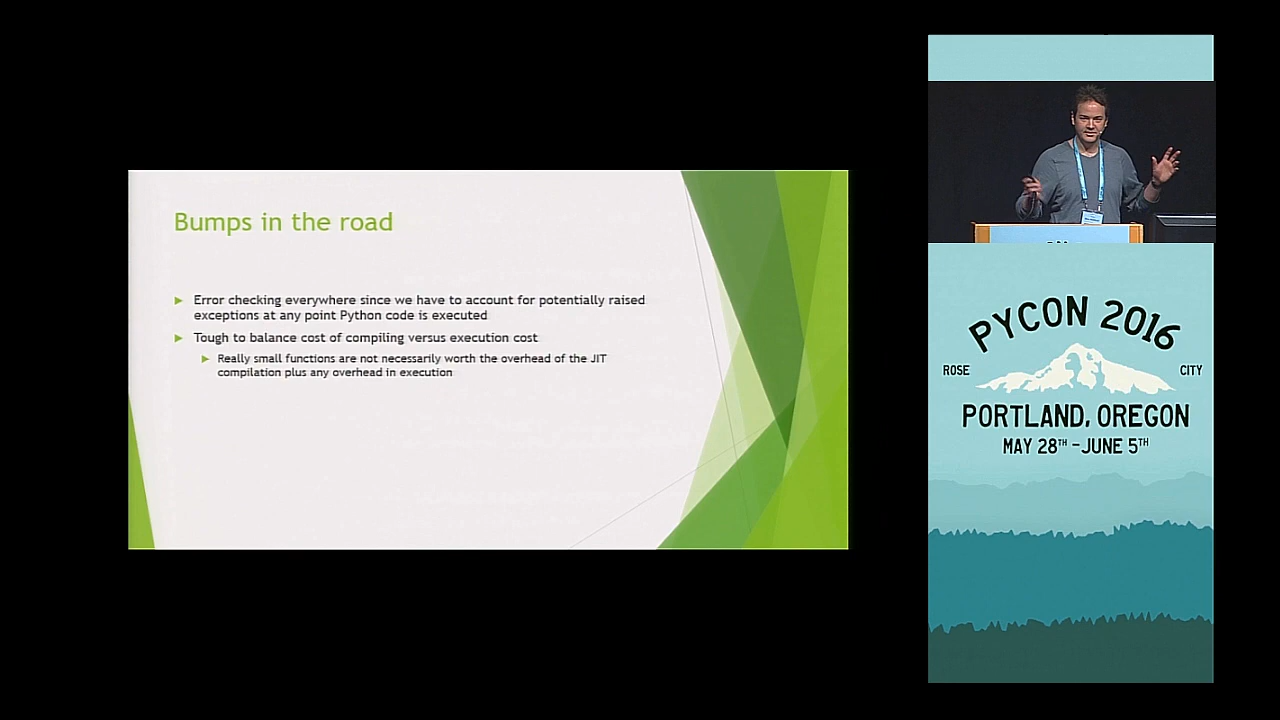 Bumps in the road
Error checking everywhere since we have to account for potentially raised
exceptions at any point Python code is executed
Tough to balance cost of compiling versus execution cost
Really small functions are not necessarily worth the overhead of the JIT
compilation plus any overhead in execution
PYCON 2016
ROSE CITY
PORTLAND, OREGON
MAY 28TH - JUNE 5TH